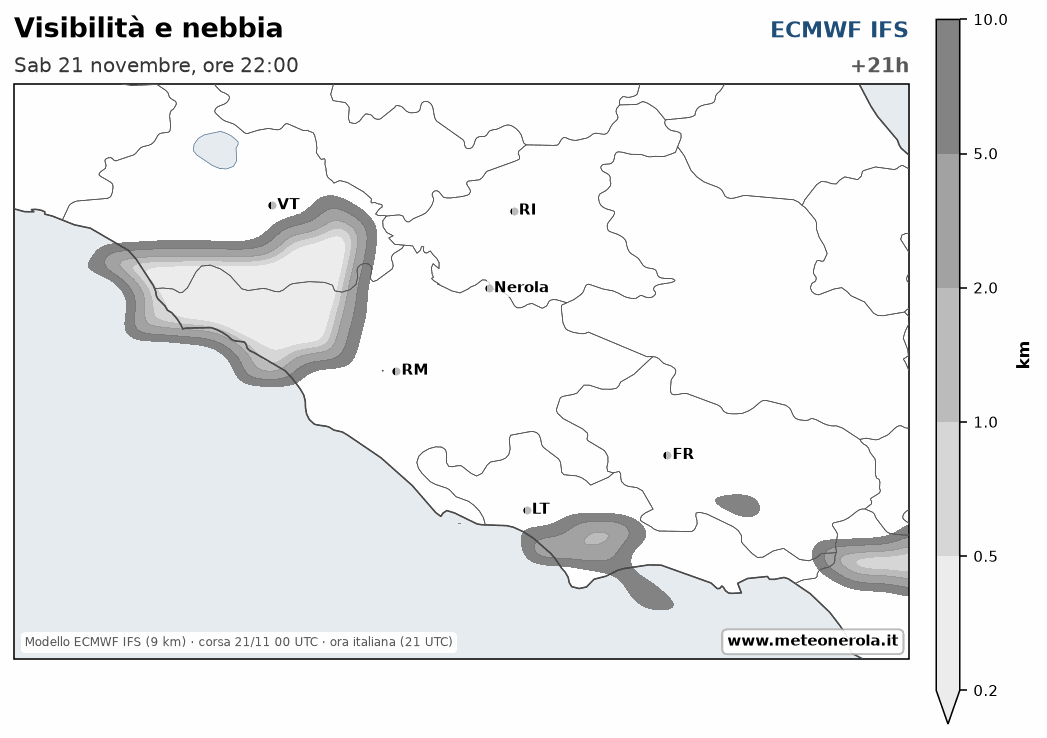 Visibilità e nebbia
ECMWF IFS
Sab 21 novembre, ore 22:00
+21h
10.0
5.0
2.0
1.0
0.5
0.2
km
VT
RI
Nerola
RM
FR
LT
Modello ECMWF IFS (9 km) · corsa 21/11 00 UTC · ora italiana (21 UTC)
www.meteonerola.it